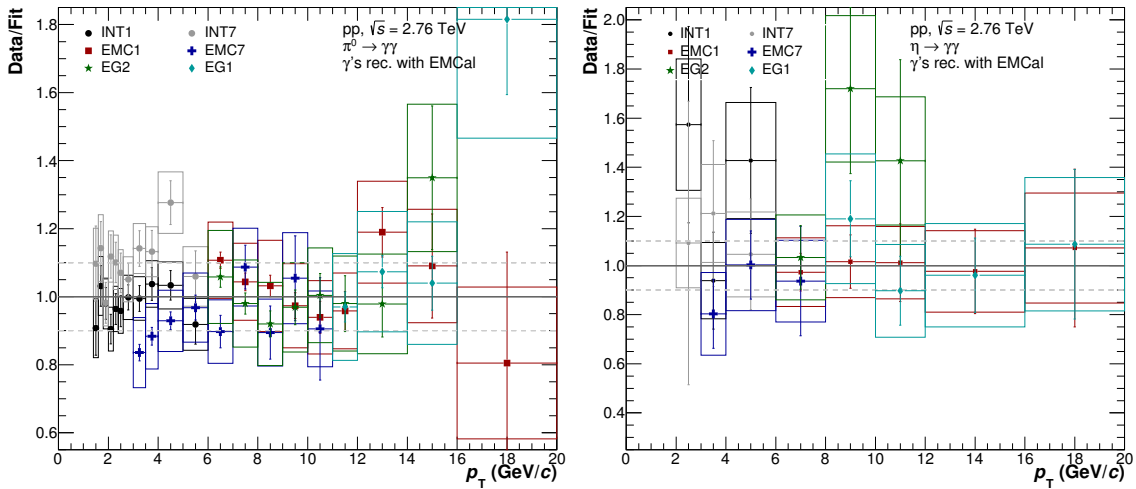 Data/Fit
1.8
1.6
1.4
1.2
1.0
0.8
0.6
INT1
INT7
EMC1
EMC7
EG2
EG1
pp, √s = 2.76 TeV
π⁰ → γγ
γ's rec. with EMCal
0 2 4 6 8 10 12 14 16 18 20
p_T (GeV/c)
Data/Fit
2.0
1.8
1.6
1.4
1.2
1.0
0.8
0.6
0.4
INT1
INT7
EMC1
EMC7
EG2
EG1
pp, √s = 2.76 TeV
η → γγ
γ's rec. with EMCal
0 2 4 6 8 10 12 14 16 18 20
p_T (GeV/c)